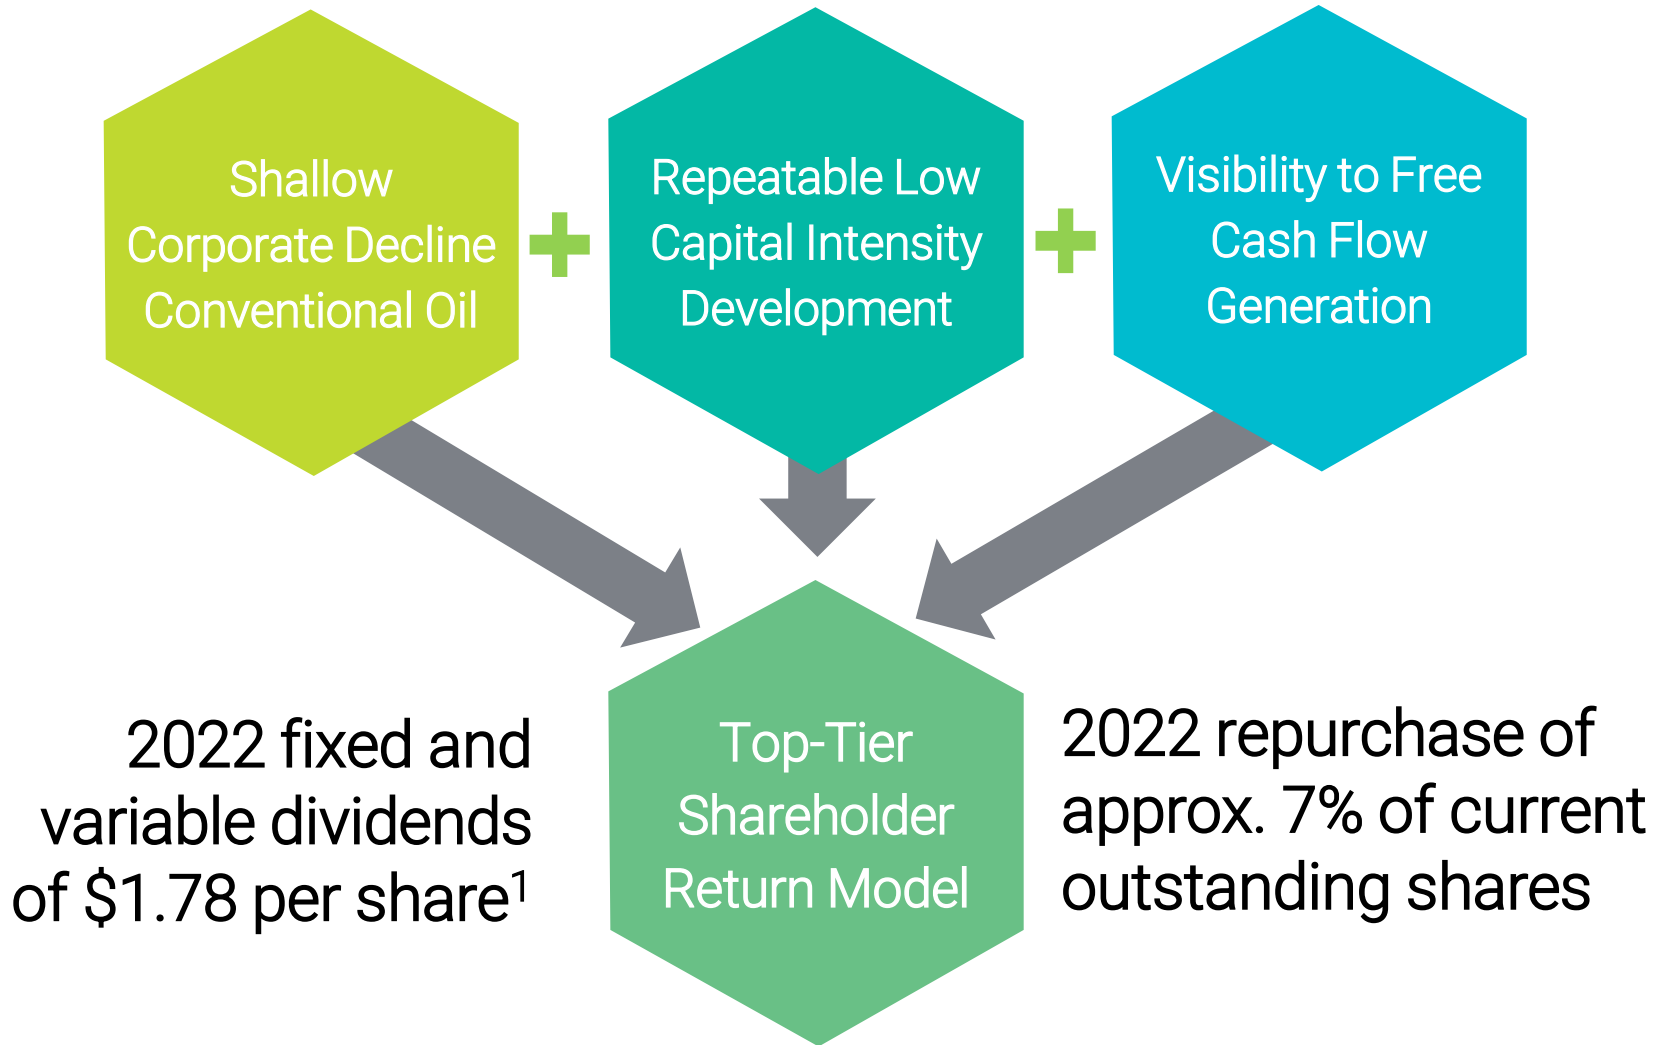 Shallow
Corporate Decline
Conventional Oil
+
Repeatable Low
Capital Intensity
Development
+
Visibility to Free
Cash Flow
Generation
2022 fixed and
variable dividends
of $1.78 per share¹
Top-Tier
Shareholder
Return Model
2022 repurchase of
approx. 7% of current
outstanding shares